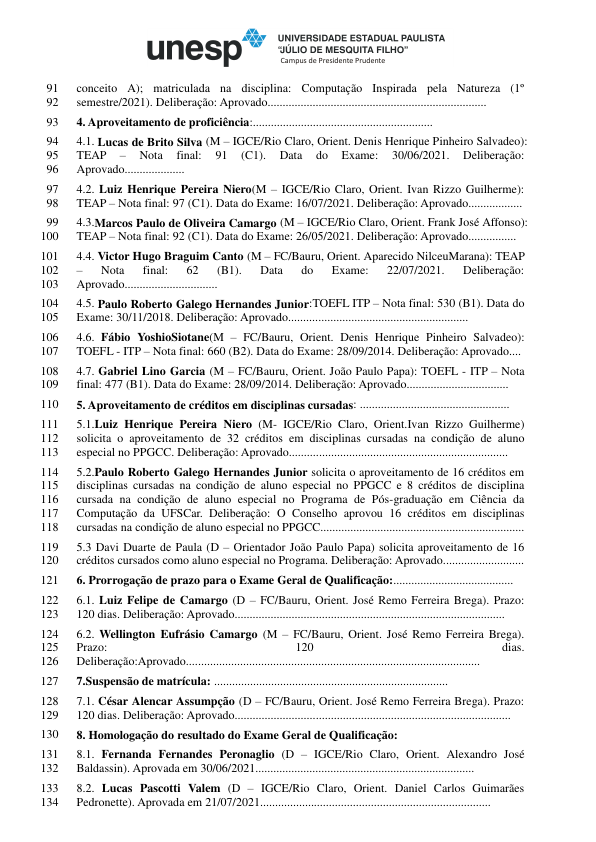 unesp
UNIVERSIDADE ESTADUAL PAULISTA
“JÚLIO DE MESQUITA FILHO”
Campus de Presidente Prudente
91 conceito A); matriculada na disciplina: Computação Inspirada pela Natureza (1º
92 semestre/2021). Deliberação: Aprovado.........................................................................
93 4. Aproveitamento de proficiência:............................................................
94 4.1. Lucas de Brito Silva (M – IGCE/Rio Claro, Orient. Denis Henrique Pinheiro Salvadeo):
95 TEAP – Nota final: 91 (C1). Data do Exame: 30/06/2021. Deliberação:
96 Aprovado....................
97 4.2. Luiz Henrique Pereira Niero(M – IGCE/Rio Claro, Orient. Ivan Rizzo Guilherme):
98 TEAP – Nota final: 97 (C1). Data do Exame: 16/07/2021. Deliberação: Aprovado..................
99 4.3.Marcos Paulo de Oliveira Camargo (M – IGCE/Rio Claro, Orient. Frank José Affonso):
100 TEAP – Nota final: 92 (C1). Data do Exame: 26/05/2021. Deliberação: Aprovado................
101 4.4. Victor Hugo Braguim Canto (M – FC/Bauru, Orient. Aparecido NilceuMarana): TEAP
102 – Nota final: 62 (B1). Data do Exame: 22/07/2021. Deliberação:
103 Aprovado...............................
104 4.5. Paulo Roberto Galego Hernandes Junior:TOEFL ITP – Nota final: 530 (B1). Data do
105 Exame: 30/11/2018. Deliberação: Aprovado............................................................
106 4.6. Fábio YoshioSiotane(M – FC/Bauru, Orient. Denis Henrique Pinheiro Salvadeo):
107 TOEFL - ITP – Nota final: 660 (B2). Data do Exame: 28/09/2014. Deliberação: Aprovado....
108 4.7. Gabriel Lino Garcia (M – FC/Bauru, Orient. João Paulo Papa): TOEFL - ITP – Nota
109 final: 477 (B1). Data do Exame: 28/09/2014. Deliberação: Aprovado..................................
110 5. Aproveitamento de créditos em disciplinas cursadas: ..................................................
111 5.1.Luiz Henrique Pereira Niero (M- IGCE/Rio Claro, Orient.Ivan Rizzo Guilherme)
112 solicita o aproveitamento de 32 créditos em disciplinas cursadas na condição de aluno
113 especial no PPGCC. Deliberação: Aprovado.........................................................................
114 5.2.Paulo Roberto Galego Hernandes Junior solicita o aproveitamento de 16 créditos em
115 disciplinas cursadas na condição de aluno especial no PPGCC e 8 créditos de disciplina
116 cursada na condição de aluno especial no Programa de Pós-graduação em Ciência da
117 Computação da UFSCar. Deliberação: O Conselho aprovou 16 créditos em disciplinas
118 cursadas na condição de aluno especial no PPGCC....................................................................
119 5.3 Davi Duarte de Paula (D – Orientador João Paulo Papa) solicita aproveitamento de 16
120 créditos cursados como aluno especial no Programa. Deliberação: Aprovado...........................
121 6. Prorrogação de prazo para o Exame Geral de Qualificação:........................................
122 6.1. Luiz Felipe de Camargo (D – FC/Bauru, Orient. José Remo Ferreira Brega). Prazo:
123 120 dias. Deliberação: Aprovado..........................................................................................
124 6.2. Wellington Eufrásio Camargo (M – FC/Bauru, Orient. José Remo Ferreira Brega).
125 Prazo: 120 dias.
126 Deliberação:Aprovado..................................................................................................
127 7.Suspensão de matrícula: ..............................................................................
128 7.1. César Alencar Assumpção (D – FC/Bauru, Orient. José Remo Ferreira Brega). Prazo:
129 120 dias. Deliberação: Aprovado............................................................................................
130 8. Homologação do resultado do Exame Geral de Qualificação:
131 8.1. Fernanda Fernandes Peronaglio (D – IGCE/Rio Claro, Orient. Alexandro José
132 Baldassin). Aprovada em 30/06/2021.........................................................................
133 8.2. Lucas Pascotti Valem (D – IGCE/Rio Claro, Orient. Daniel Carlos Guimarães
134 Pedronette). Aprovada em 21/07/2021.............................................................................